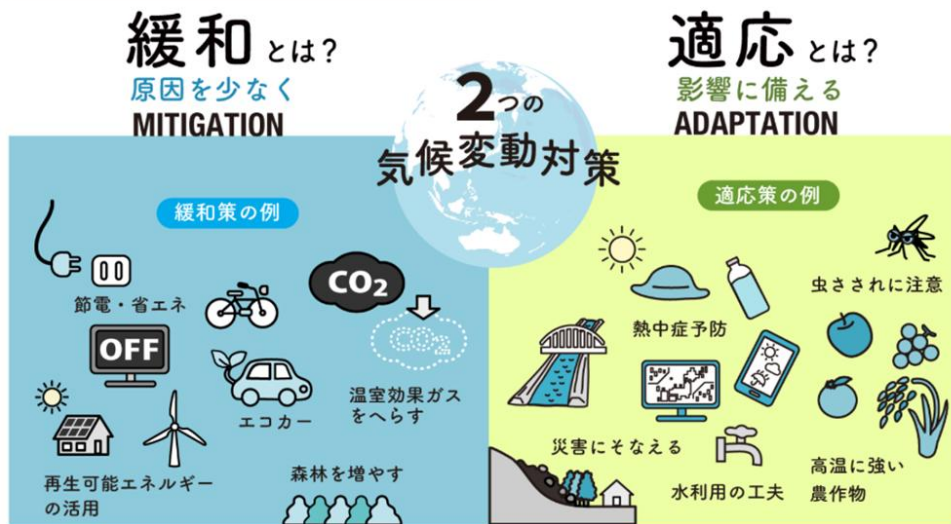 緩和とは？
原因を少なく
MITIGATION
2つの
気候変動対策
適応とは？
影響に備える
ADAPTATION
緩和策の例
節電・省エネ
OFF
CO₂
CO₂
エコカー
温室効果ガス
をへらす
再生可能エネルギー
の活用
森林を増やす
適応策の例
熱中症予防
虫さされに注意
災害にそなえる
水利用の工夫
高温に強い
農作物